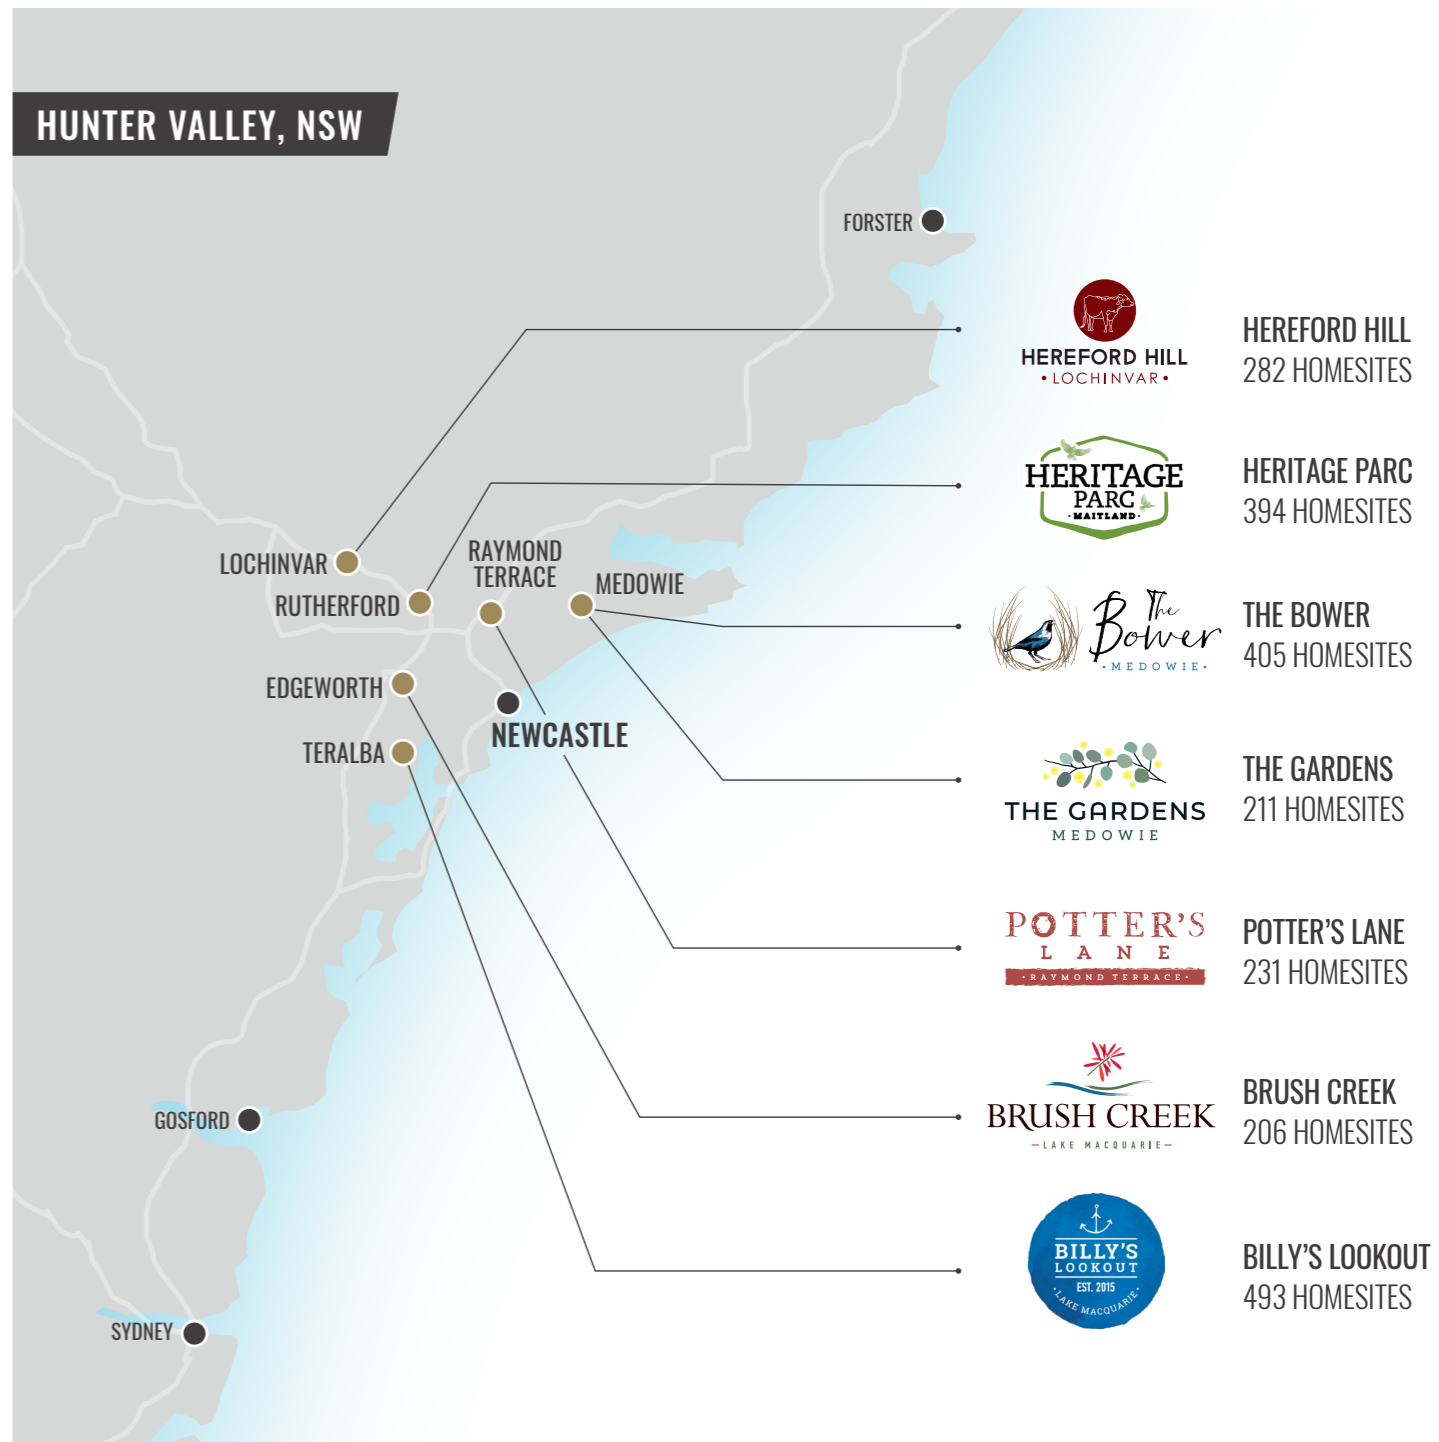 HUNTER VALLEY, NSW
FORSTER
HEREFORD HILL
•LOCHINVAR•
HEREFORD HILL
282 HOMESITES
HERITAGE
PARC
•MAITLAND•
HERITAGE PARC
394 HOMESITES
LOCHINVAR
RUTHERFORD
RAYMOND
TERRACE
MEDOWIE
The
Bower
•MEDOWIE•
THE BOWER
405 HOMESITES
EDGEWORTH
NEWCASTLE
TERALBA
THE GARDENS
MEDOWIE
THE GARDENS
211 HOMESITES
POTTER'S
LANE
•RAYMOND TERRACE•
POTTER'S LANE
231 HOMESITES
BRUSH CREEK
—LAKE MACQUARIE—
BRUSH CREEK
206 HOMESITES
GOSFORD
BILLY'S
LOOKOUT
EST. 2015
•LAKE MACQUARIE•
BILLY'S LOOKOUT
493 HOMESITES
SYDNEY